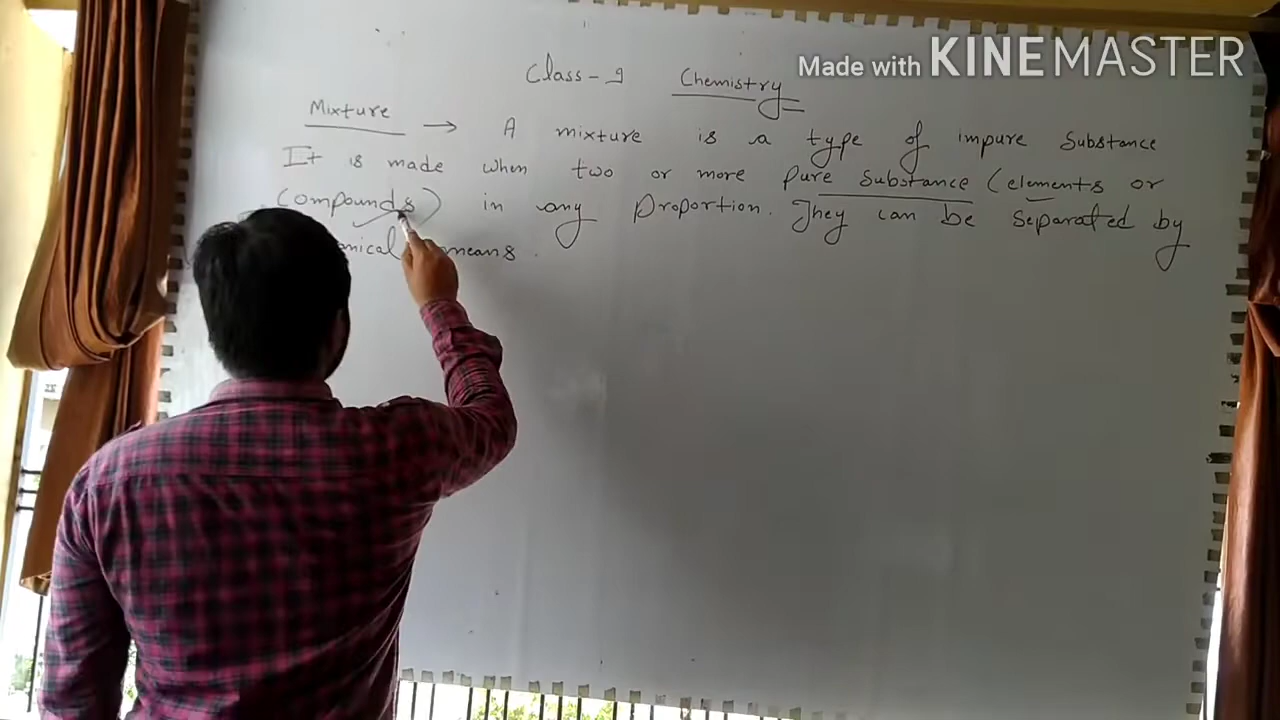 Made with KINEMASTER
Class-9 Chemistry
Mixture → A mixture is a type of impure Substance
It is made when two or more pure Substance (elements or
Compounds) in any proportion. They can be separated by
means.